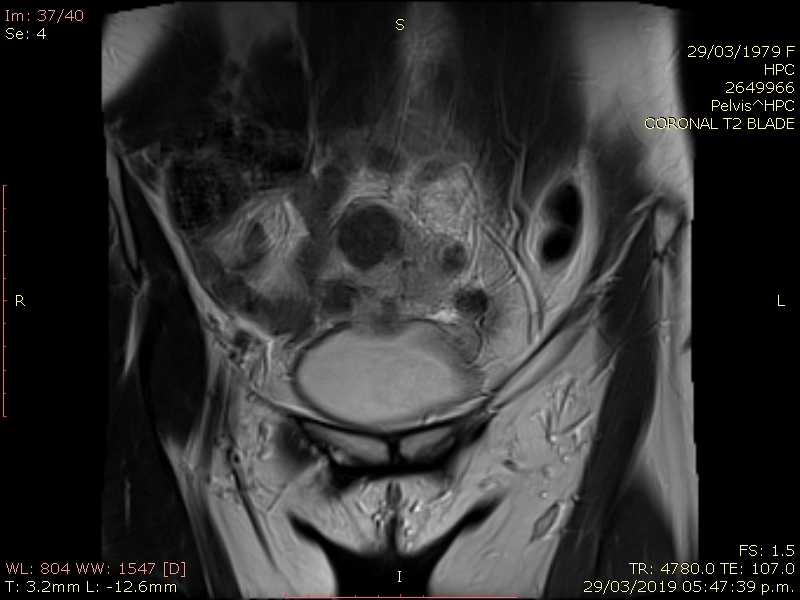 Im: 37/40
Se: 4
S
29/03/1979 F
HPC
2649966
Pelvis^HPC
CORONAL T2 BLADE
R
L
WL: 804 WW: 1547 [D]
T: 3.2mm L: -12.6mm
I
FS: 1.5
TR: 4780.0 TE: 107.0
29/03/2019 05:47:39 p.m.